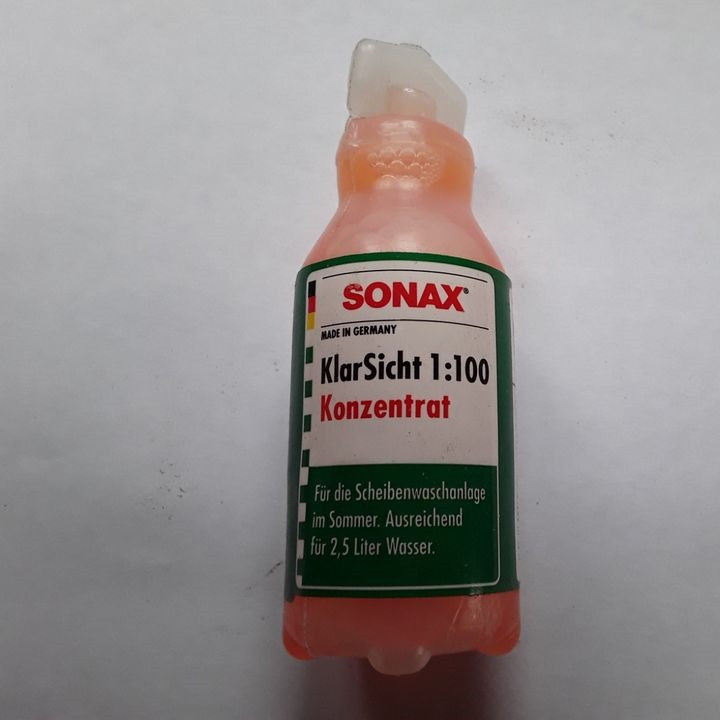 SONAX®
MADE IN GERMANY
KlarSicht 1:100
Konzentrat
Für die Scheibenwaschanlage
im Sommer. Ausreichend
für 2,5 Liter Wasser.